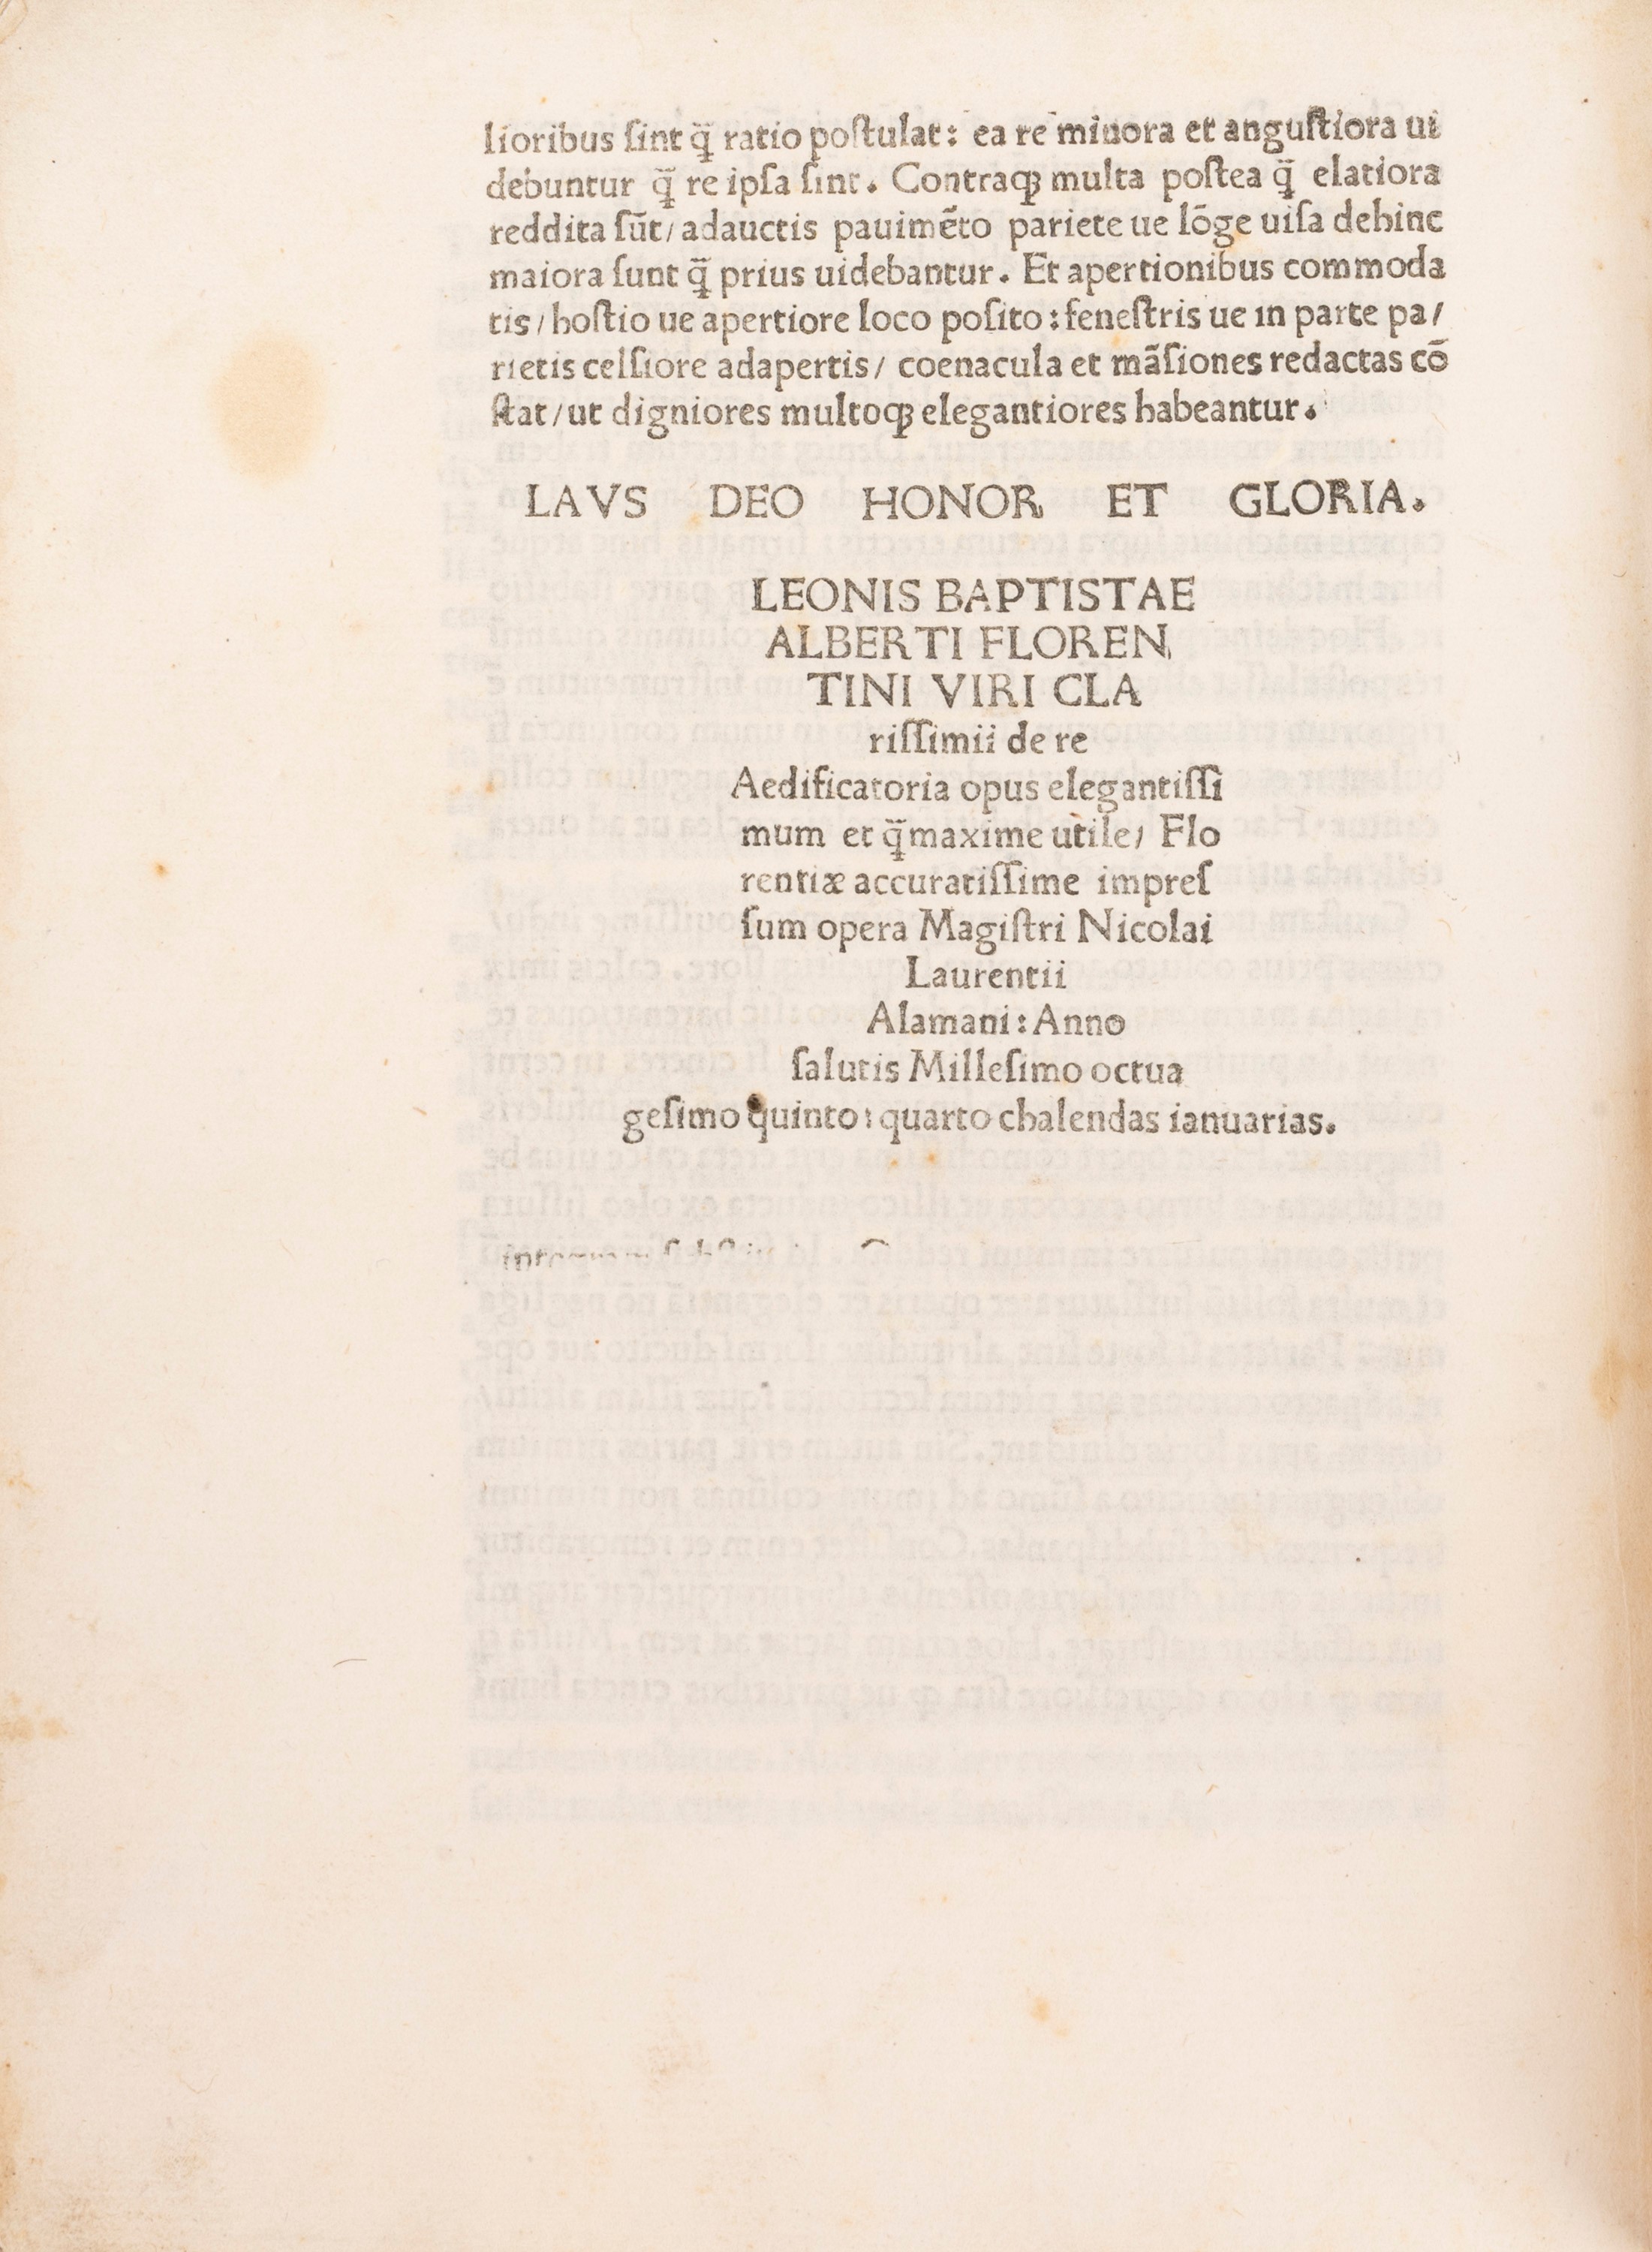 lioribus ſint q̃ ratio poſtulat: ea re minora et anguſtiora ui
debuntur q̃ re ipſa ſint. Contraqꝫ multa poſtea q̃ elatiora
reddita ſũt/ adauctis pauimẽto pariete ue lõge uiſa dehinc
maiora ſunt q̃ prius uidebantur. Et apertionibus commoda
tis/ hoſtio ue apertiore loco poſito: feneſtris ue in parte pa/
rietis celſiore adapertis/ coenacula et mãſiones redactas cõ
ſtat/ ut digniores multoqꝫ elegantiores habeantur.
LAVS DEO HONOR ET GLORIA.
LEONIS BAPTISTAE
ALBERTI FLOREN
TINI VIRI CLA
riſſimii de re
Aedificatoria opus elegantiſſi
mum et q̃maxime utile/ Flo
rentiæ accuratiſſime impreſ
ſum opera Magiſtri Nicolai
Laurentii
Alamani: Anno
ſalutis Milleſimo octua
geſimo quinto: quarto chalendas ianuarias.